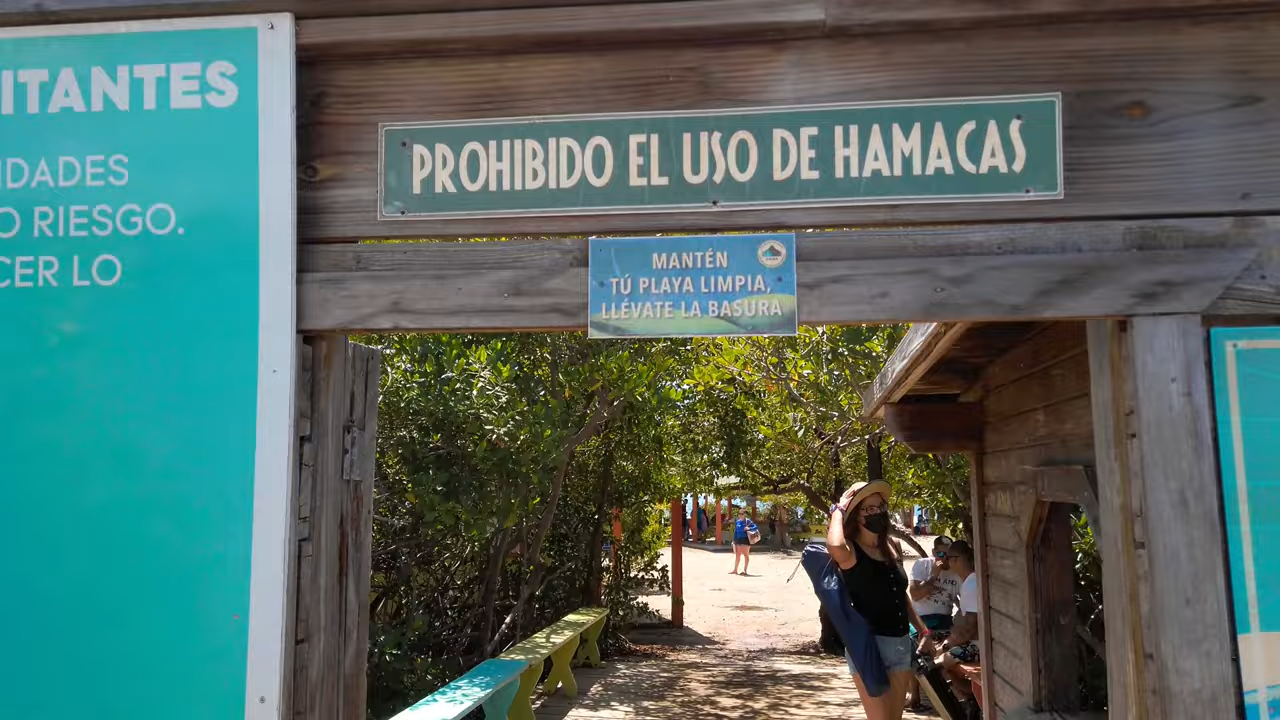 ITANTES
IDADES
O RIESGO.
CER LO
PROHIBIDO EL USO DE HAMACAS
MANTÉN
TÚ PLAYA LIMPIA,
LLÉVATE LA BASURA